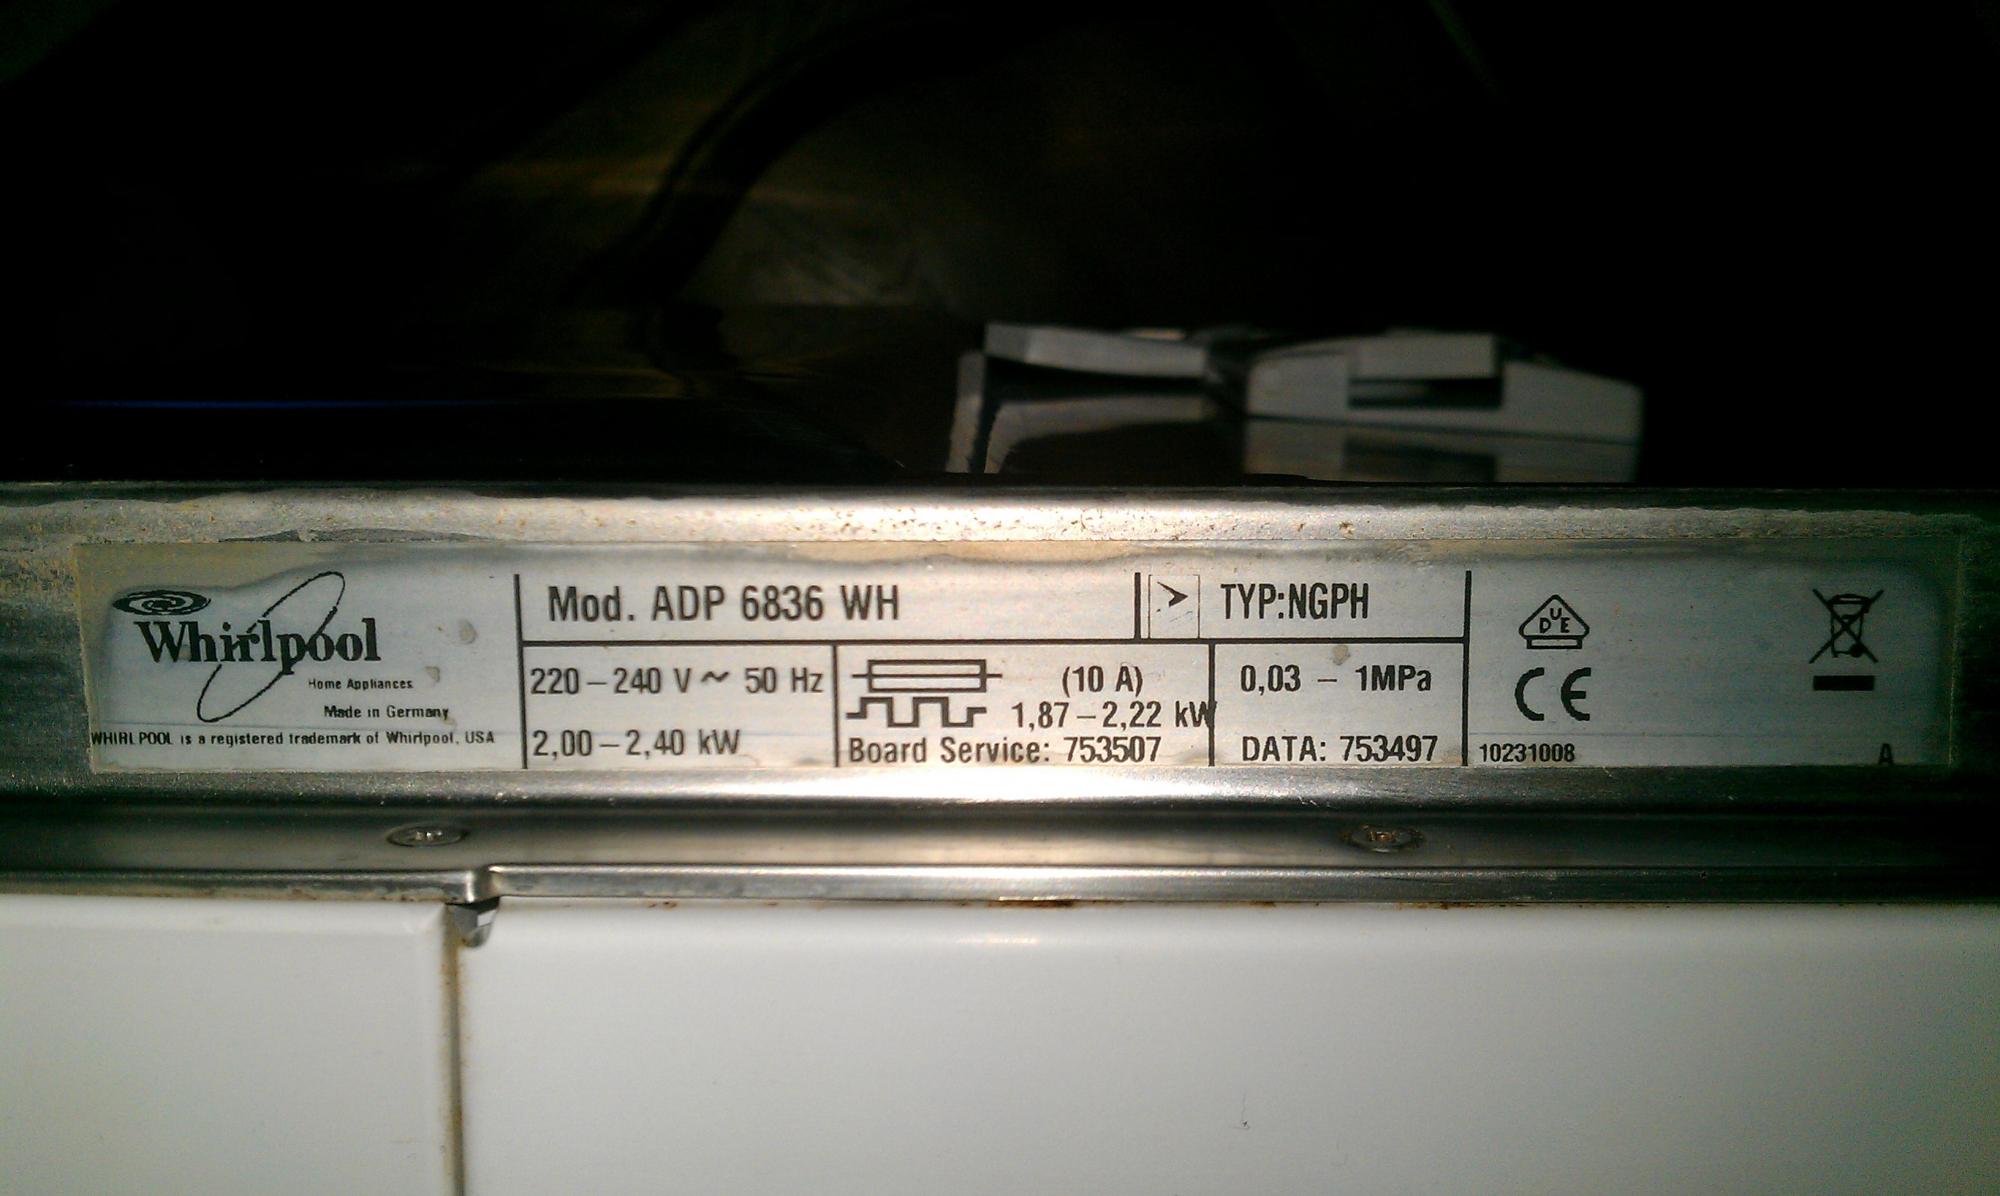 Whirlpool
Home Appliances
Made in Germany
WHIRLPOOL is a registered trademark of Whirlpool, USA
Mod. ADP 6836 WH
TYP:NGPH
220–240 V ~ 50 Hz
2,00–2,40 kW
(10 A)
1,87–2,22 kW
Board Service: 753507
0,03 – 1MPa
DATA: 753497
DUE
CE
10231008
A